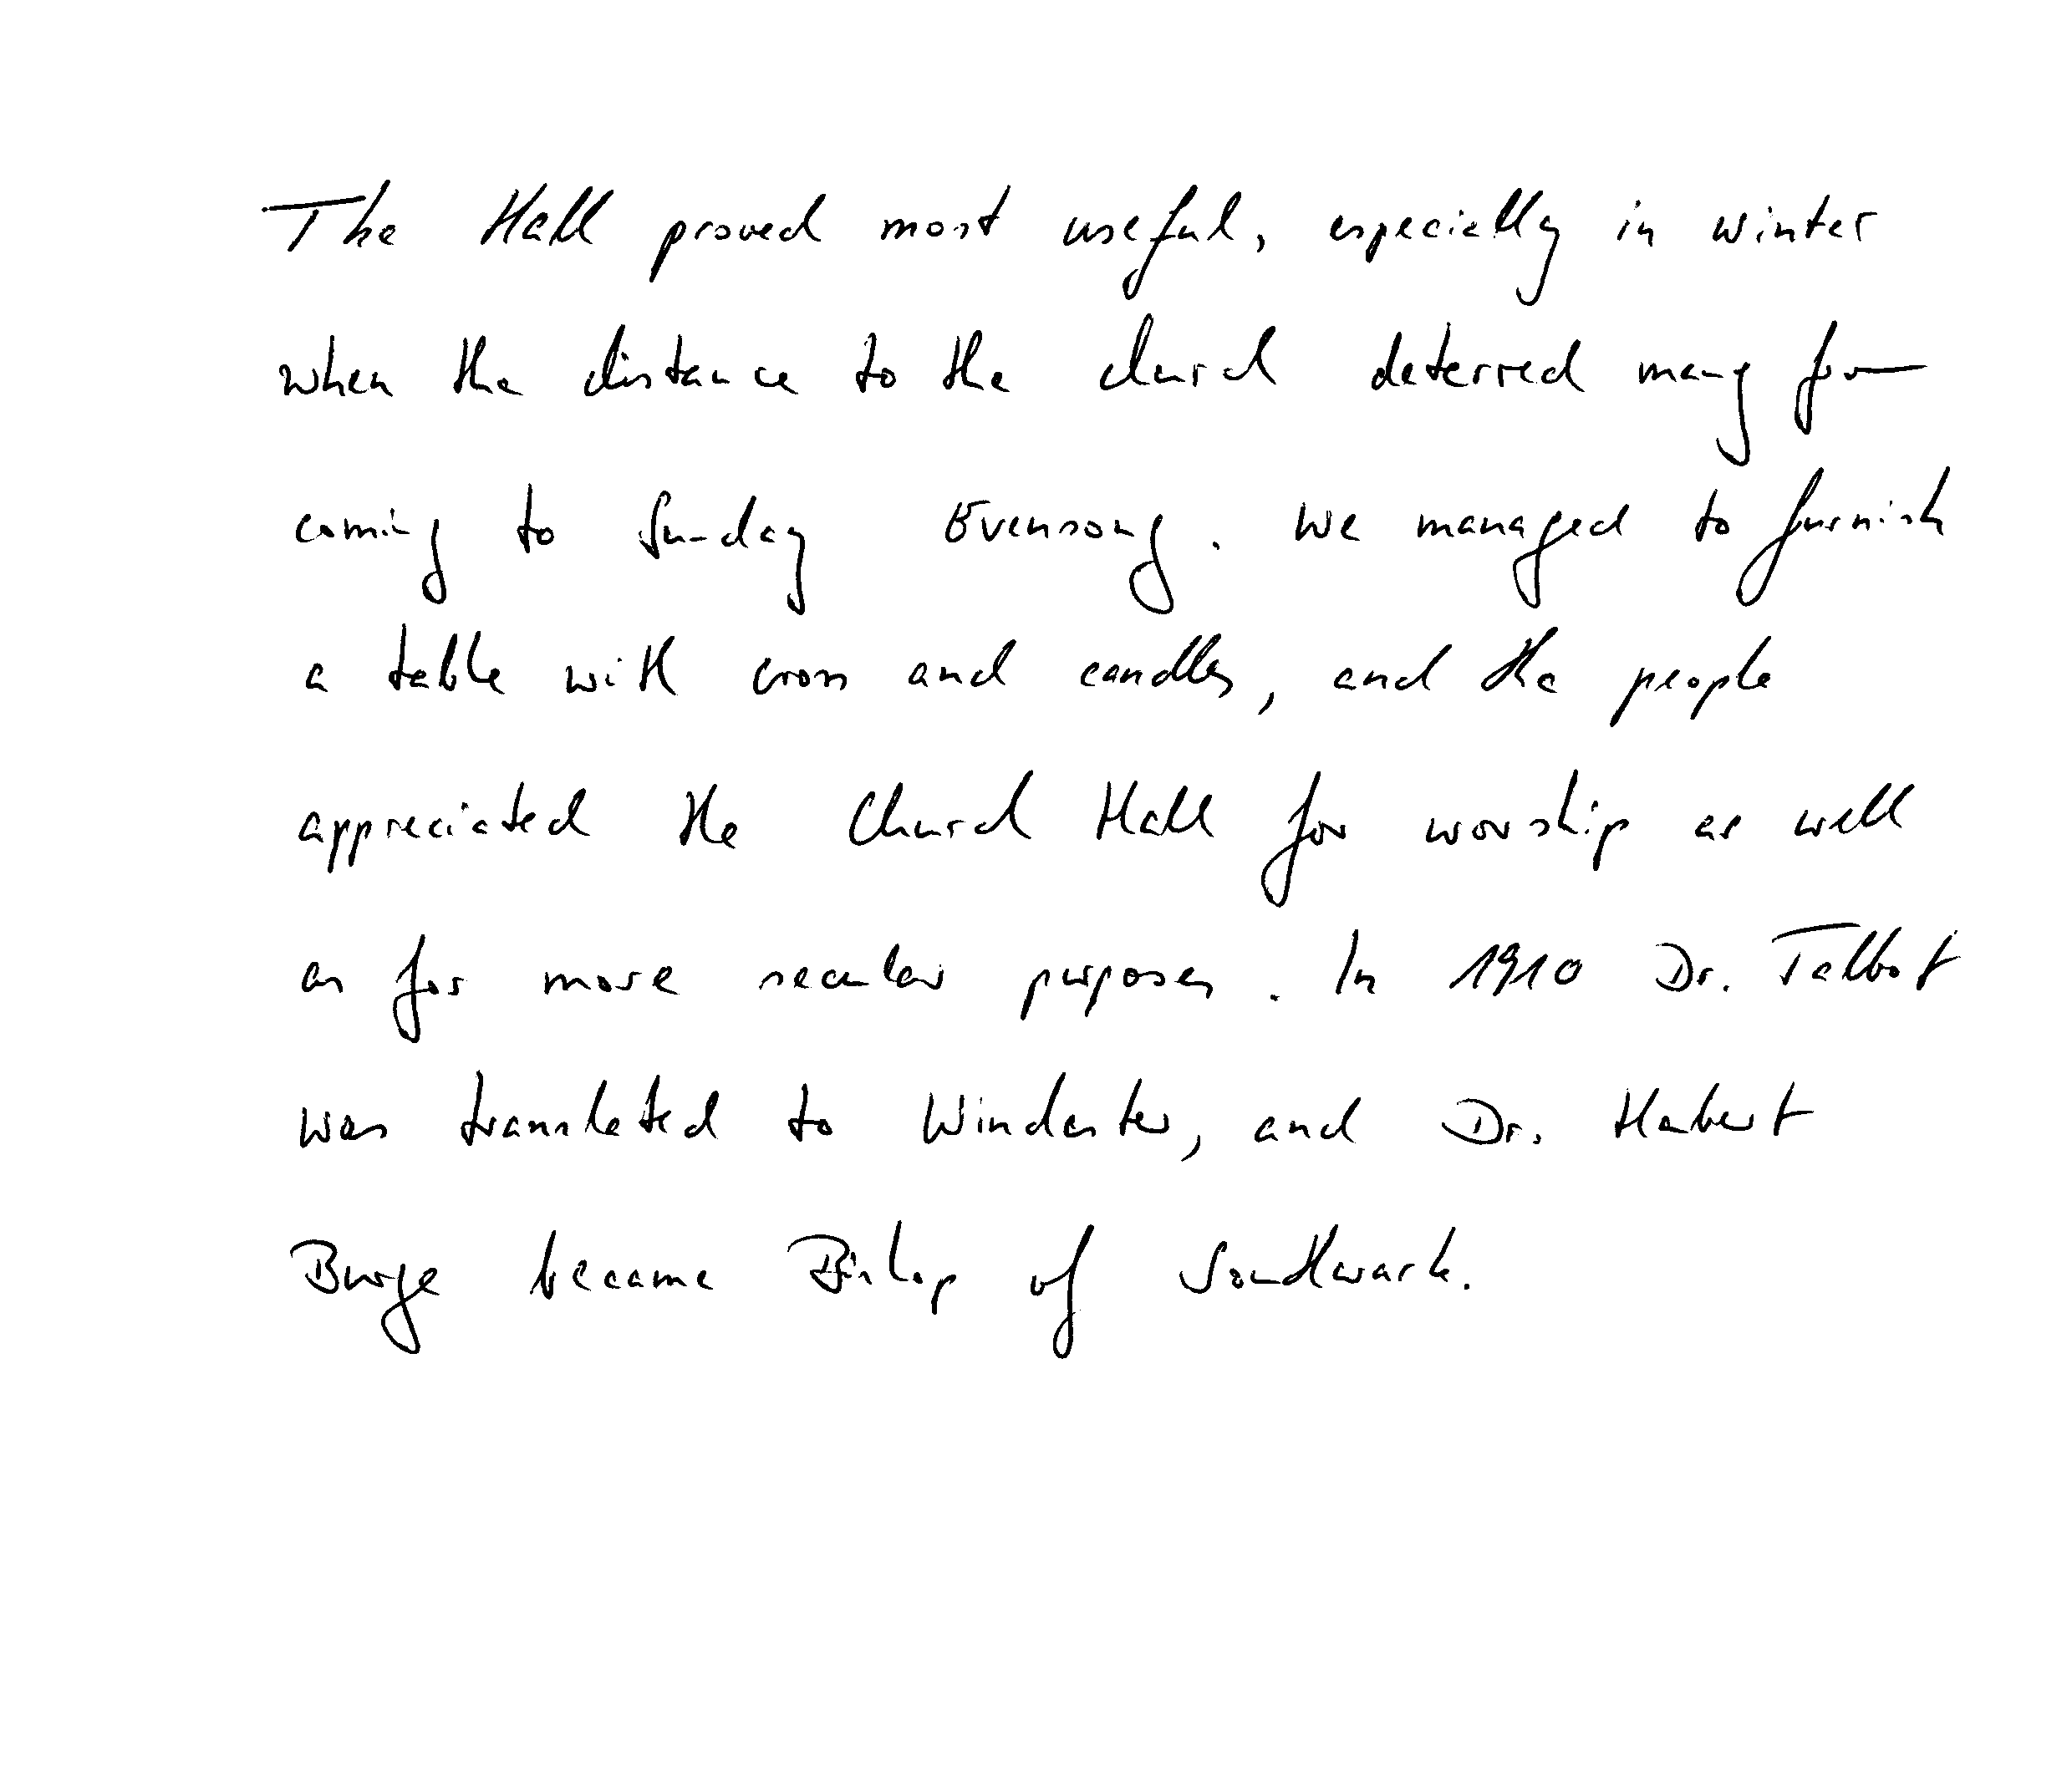 The Hall proved most useful, especially in winter
when the distance to the church deterred many from
coming to Sunday Evensong. We managed to furnish
a table with cross and candles, and the people
appreciated the Church Hall for worship as well
as for more secular purposes. In 1910 Dr. Talbot
was translated to Winchester, and Dr. Hubert
Burge became Bishop of Southwark.